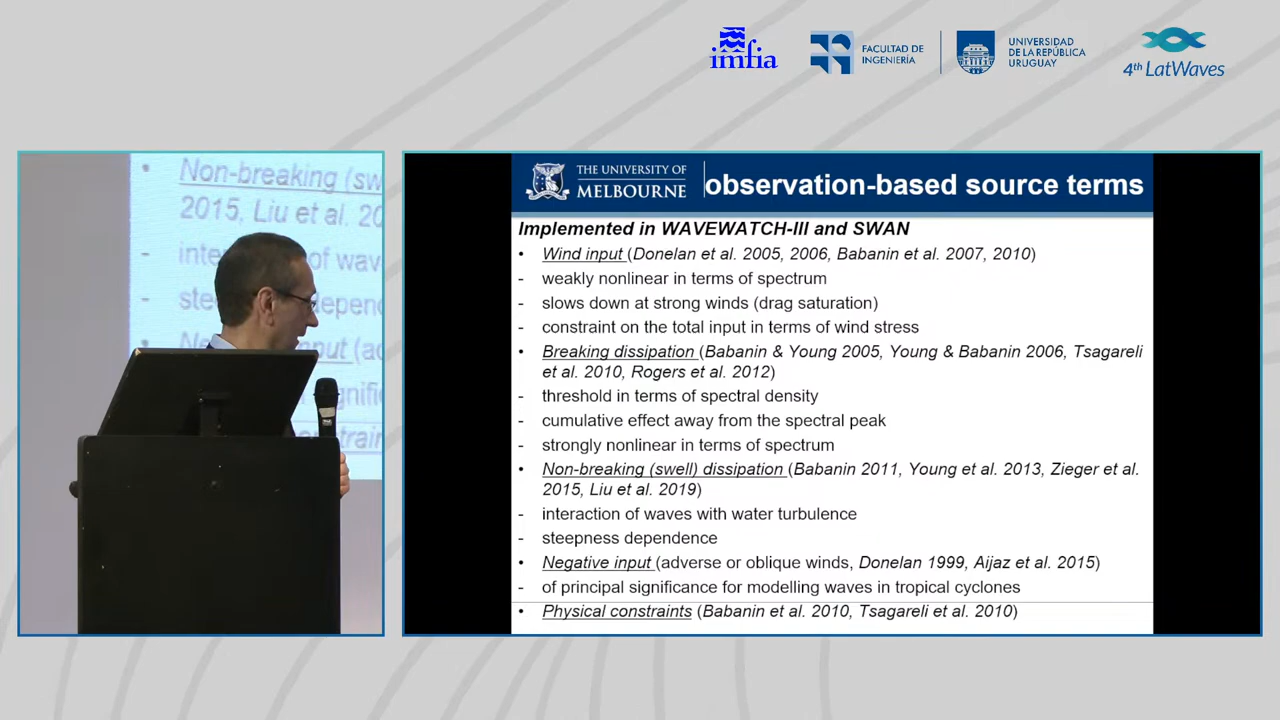 imfia
FACULTAD DE
INGENIERÍA
UNIVERSIDAD
DE LA REPÚBLICA
URUGUAY
4th LatWaves
Non-breaking (sw
2015, Liu et al. 20
of wav
depend
THE UNIVERSITY OF
MELBOURNE
observation-based source terms
Implemented in WAVEWATCH-III and SWAN
• Wind input (Donelan et al. 2005, 2006, Babanin et al. 2007, 2010)
- weakly nonlinear in terms of spectrum
- slows down at strong winds (drag saturation)
- constraint on the total input in terms of wind stress
• Breaking dissipation (Babanin & Young 2005, Young & Babanin 2006, Tsagareli
et al. 2010, Rogers et al. 2012)
- threshold in terms of spectral density
- cumulative effect away from the spectral peak
- strongly nonlinear in terms of spectrum
• Non-breaking (swell) dissipation (Babanin 2011, Young et al. 2013, Zieger et al.
2015, Liu et al. 2019)
- interaction of waves with water turbulence
- steepness dependence
• Negative input (adverse or oblique winds, Donelan 1999, Aijaz et al. 2015)
- of principal significance for modelling waves in tropical cyclones
• Physical constraints (Babanin et al. 2010, Tsagareli et al. 2010)